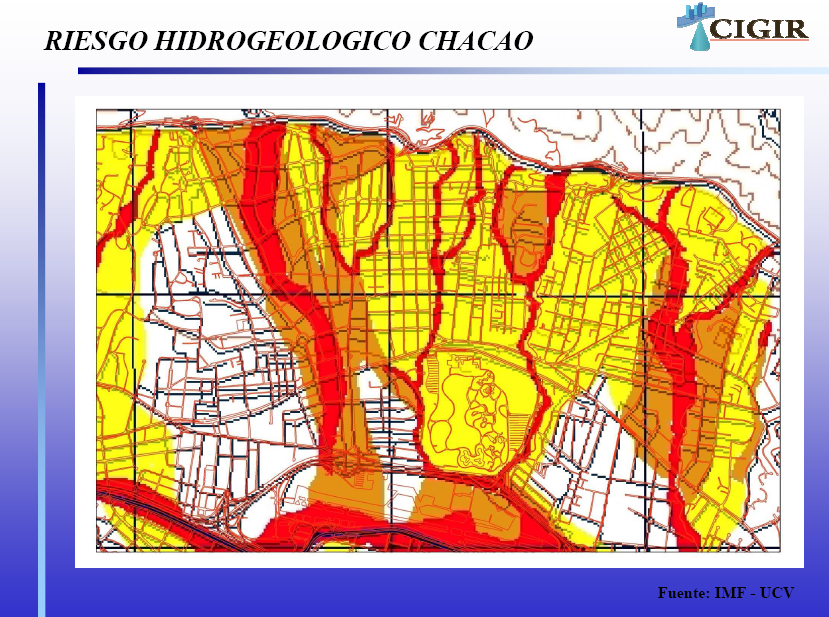 RIESGO HIDROGEOLOGICO CHACAO
CIGIR
Fuente: IMF - UCV